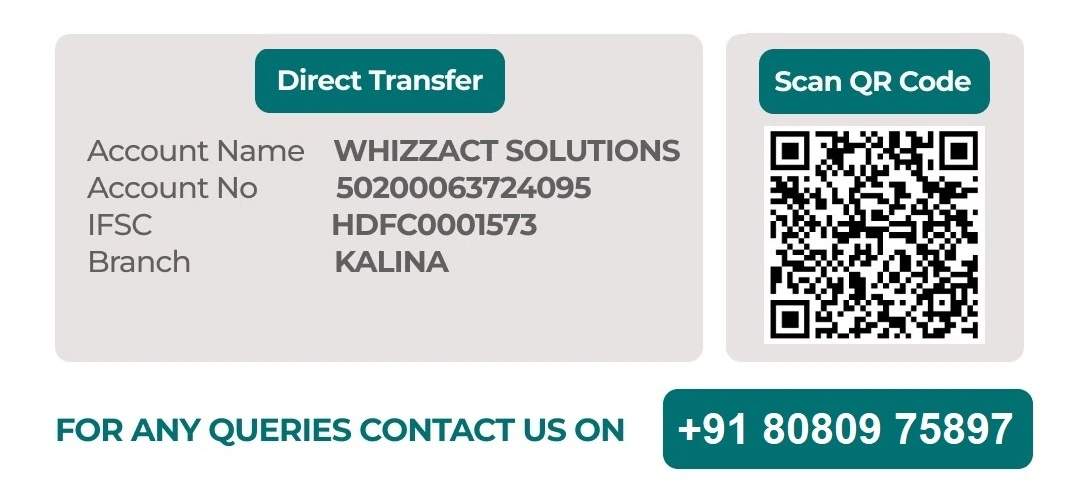 Direct Transfer
Account Name WHIZZACT SOLUTIONS
Account No 50200063724095
IFSC HDFC0001573
Branch KALINA
Scan QR Code
FOR ANY QUERIES CONTACT US ON +91 80809 75897